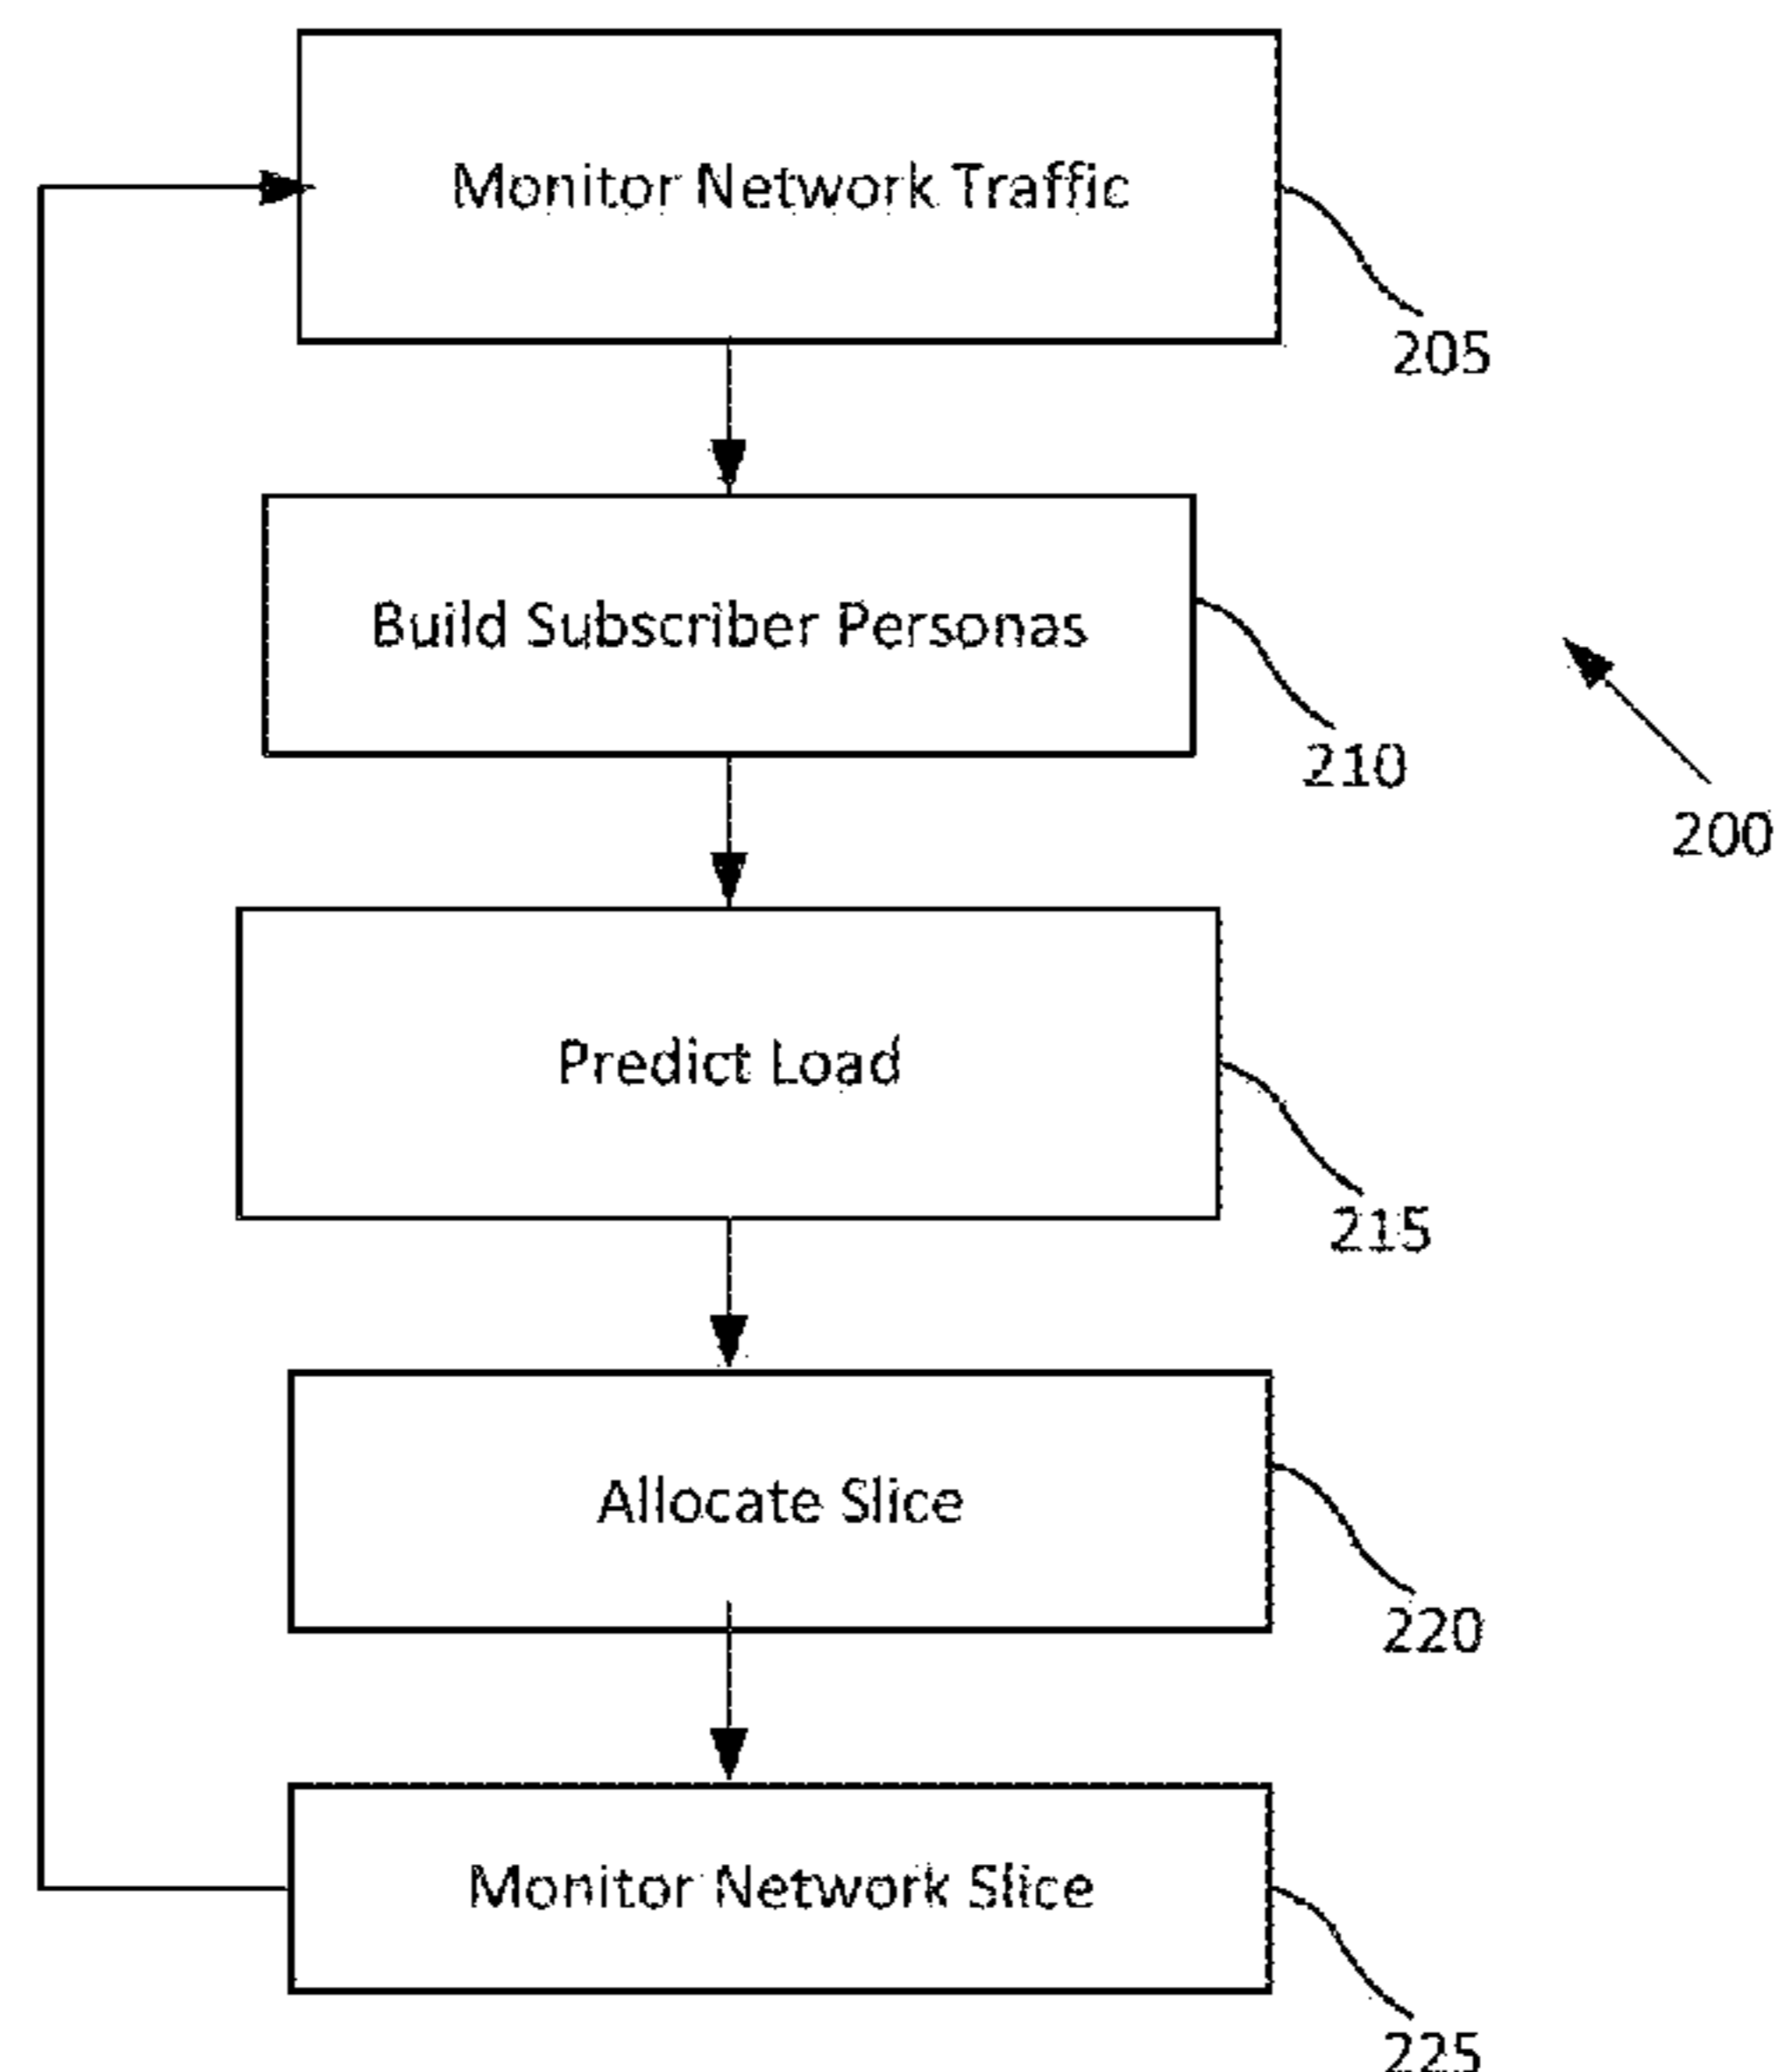 Monitor Network Traffic
205
Build Subscriber Personas
210
200
Predict Load
215
Allocate Slice
220
Monitor Network Slice
225